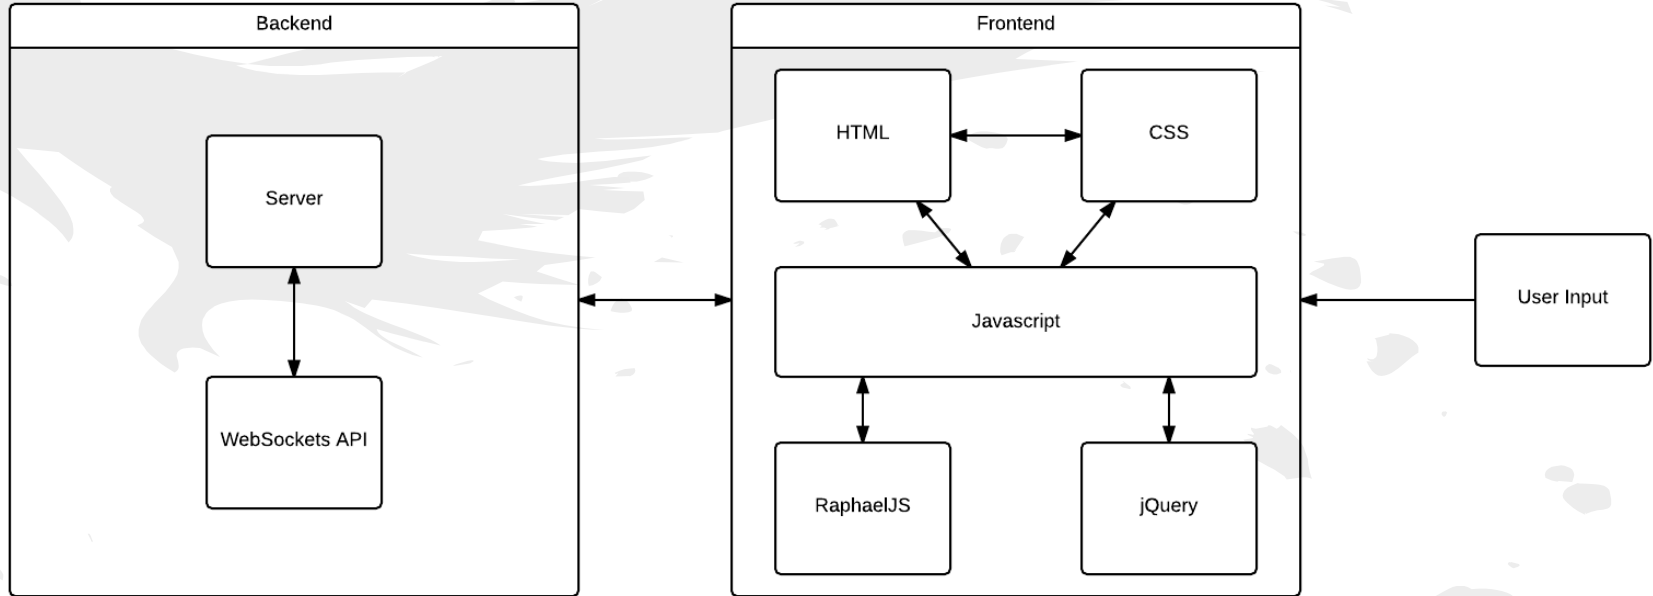 Backend
Server
WebSockets API
Frontend
HTML
CSS
Javascript
RaphaelJS
jQuery
User Input